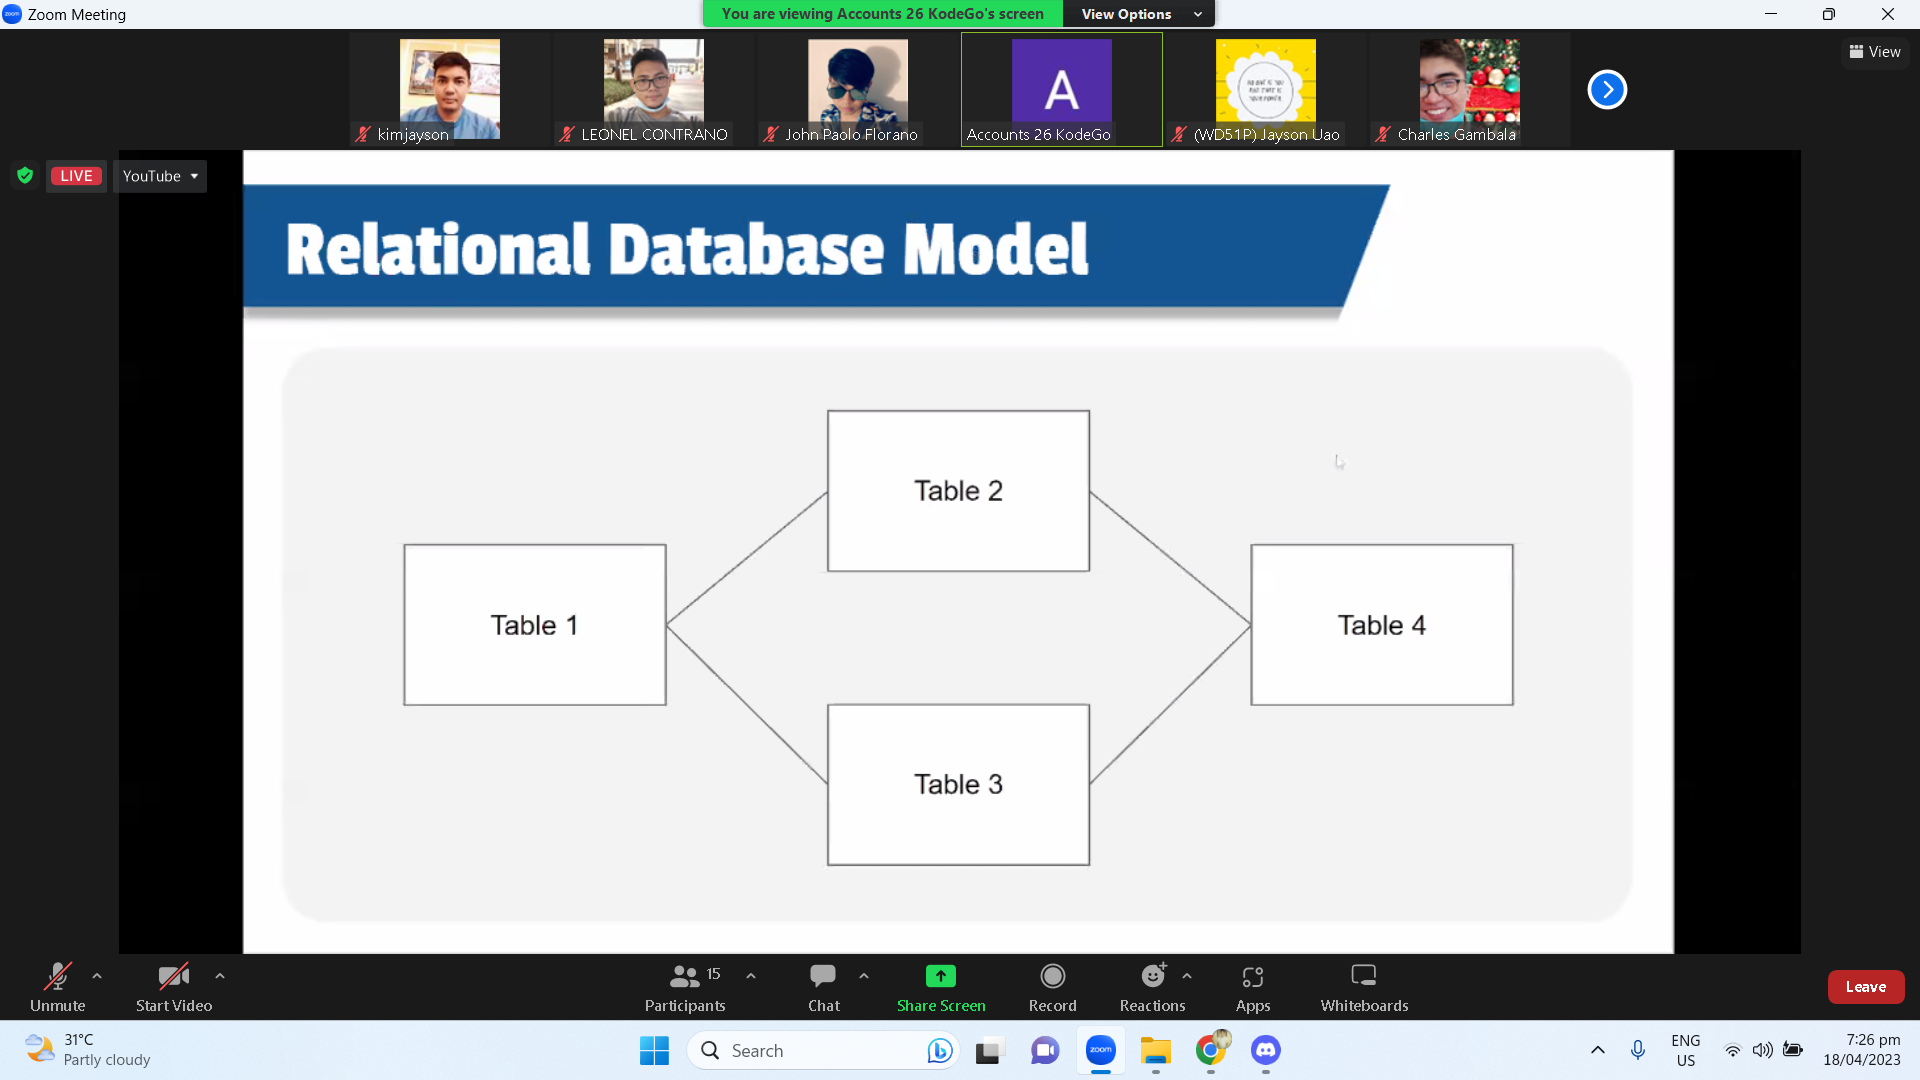 Zoom Meeting
You are viewing Accounts 26 KodeGo's screen
View Options
View
kimjayson
LEONEL CONTRANO
John Paolo Florano
A
Accounts 26 KodeGo
(WD51P) Jayson Uao
Charles Gambala
LIVE
YouTube
Relational Database Model
Table 2
Table 1
Table 4
Table 3
Unmute
Start Video
15
Participants
Chat
Share Screen
Record
Reactions
Apps
Whiteboards
Leave
31°C
Partly cloudy
Search
zoom
ENG
US
7:26 pm
18/04/2023